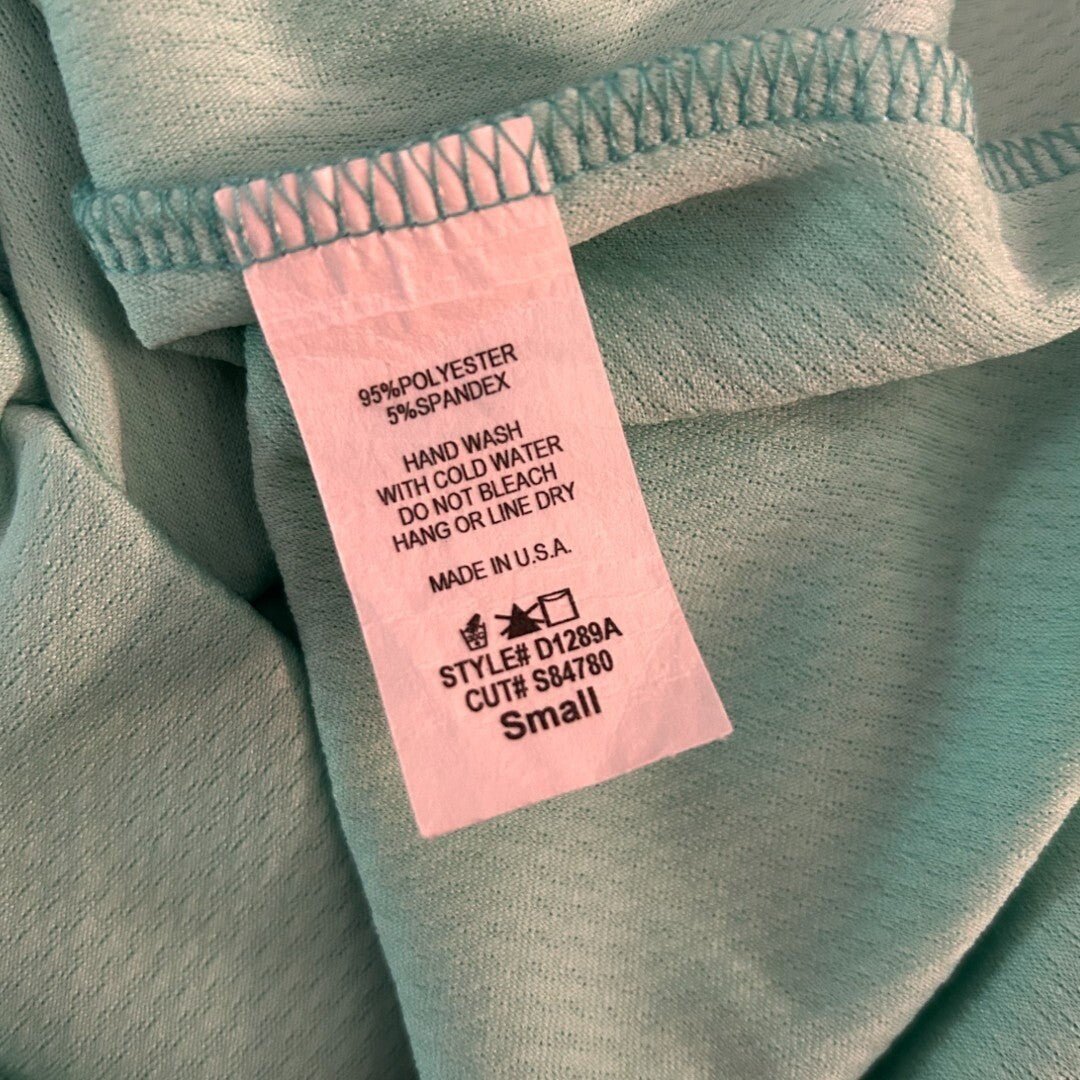 95%POLYESTER
5%SPANDEX
HAND WASH
WITH COLD WATER
DO NOT BLEACH
HANG OR LINE DRY
MADE IN U.S.A.
STYLE# D1289A
CUT# S84780
Small